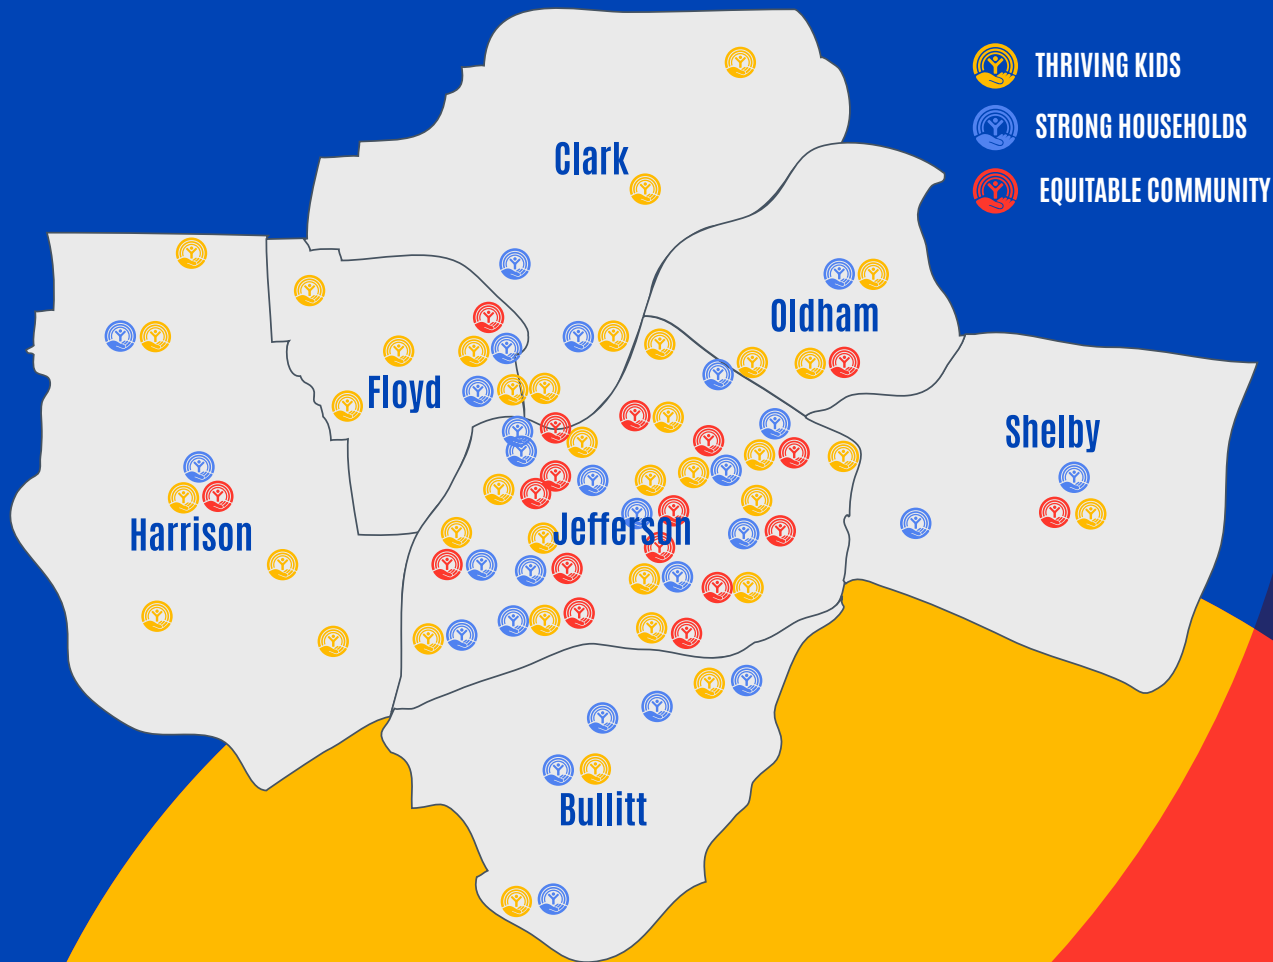 THRIVING KIDS
STRONG HOUSEHOLDS
EQUITABLE COMMUNITY
Clark
Oldham
Floyd
Shelby
Harrison
Jefferson
Bullitt